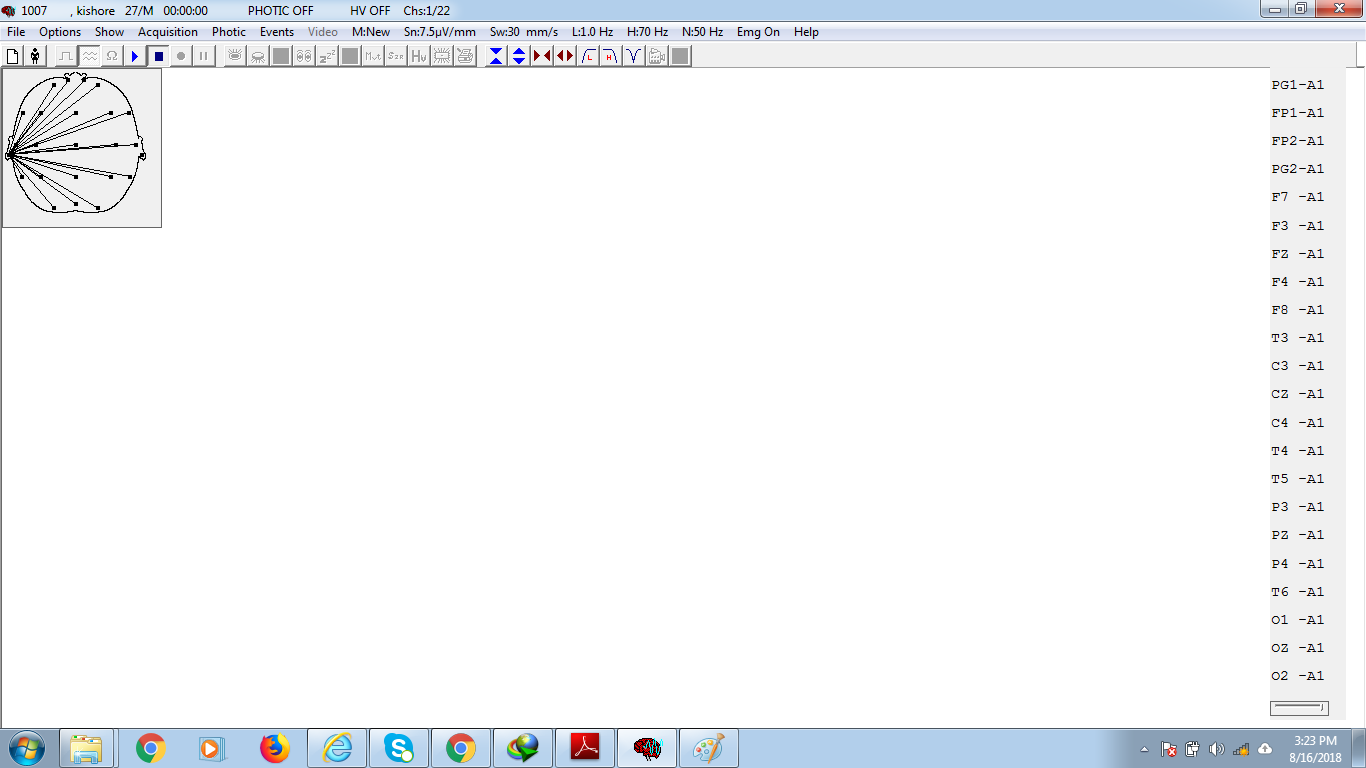 1007 , kishore 27/M 00:00:00 PHOTIC OFF HV OFF Chs:1/22
File Options Show Acquisition Photic Events Video M:New Sn:7.5µV/mm Sw:30 mm/s L:1.0 Hz H:70 Hz N:50 Hz Emg On Help
PG1-A1
FP1-A1
FP2-A1
PG2-A1
F7 -A1
F3 -A1
FZ -A1
F4 -A1
F8 -A1
T3 -A1
C3 -A1
CZ -A1
C4 -A1
T4 -A1
T5 -A1
P3 -A1
PZ -A1
P4 -A1
T6 -A1
O1 -A1
OZ -A1
O2 -A1
3:23 PM
8/16/2018